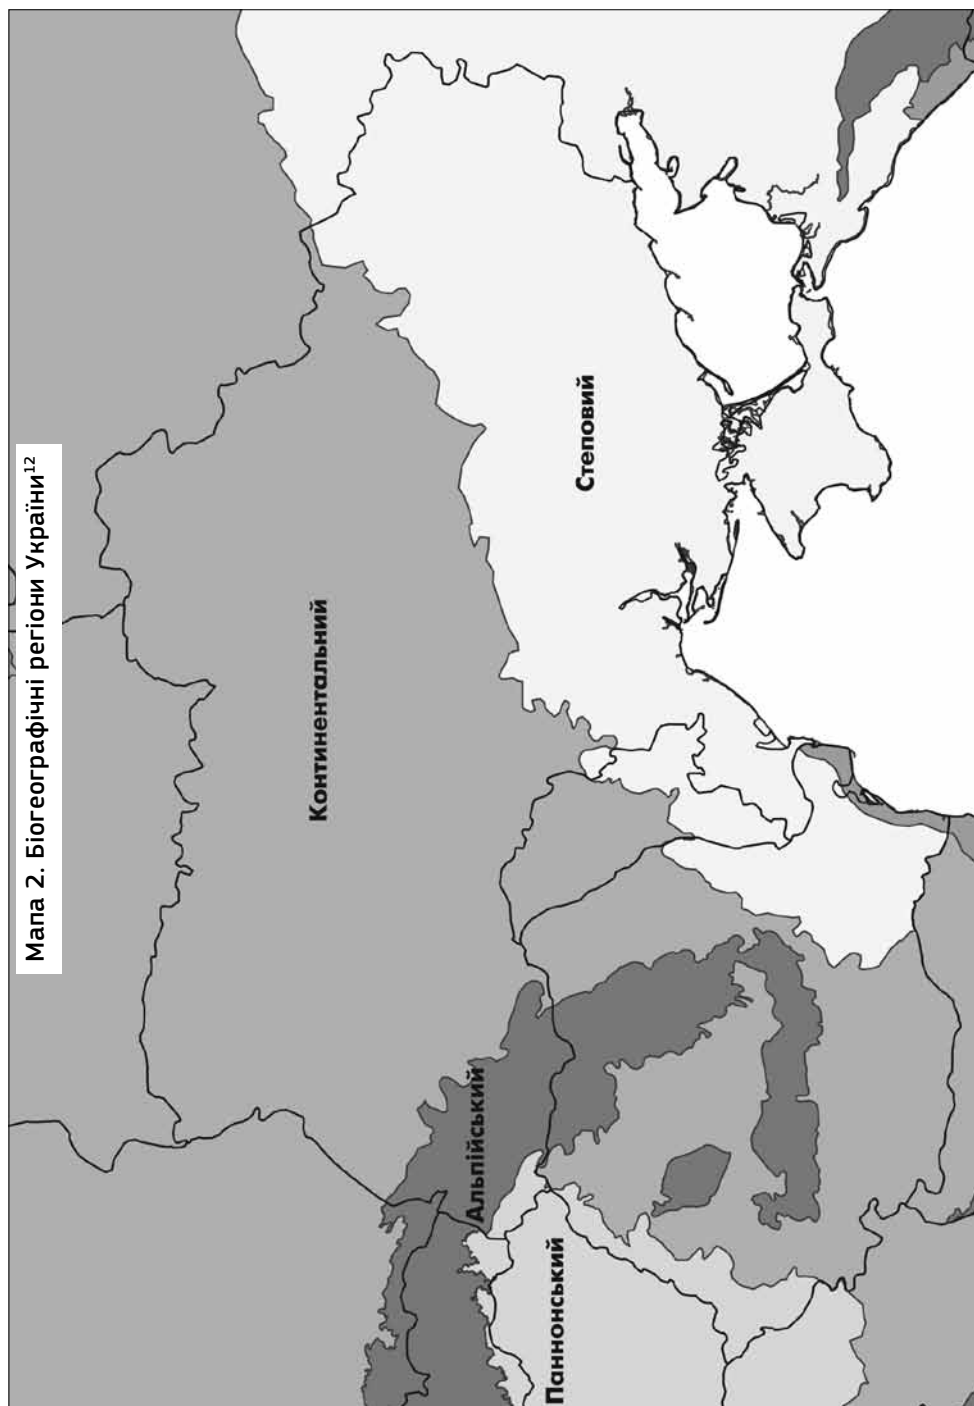 Мапа 2. Біогеографічні регіони України12
Континентальний
Степовий
Альпійський
Паннонський